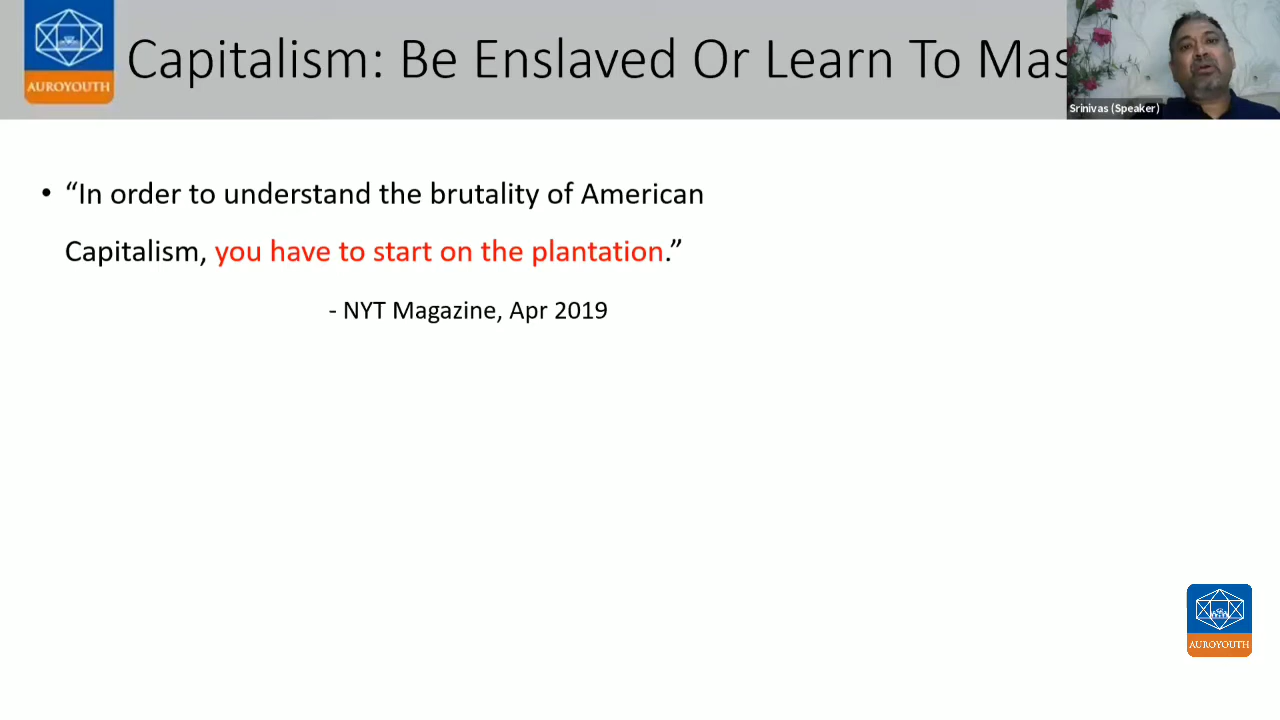 AUROYOUTH
Capitalism: Be Enslaved Or Learn To Mas
Srinivas (Speaker)
• “In order to understand the brutality of American
Capitalism, you have to start on the plantation.”
- NYT Magazine, Apr 2019
AUROYOUTH